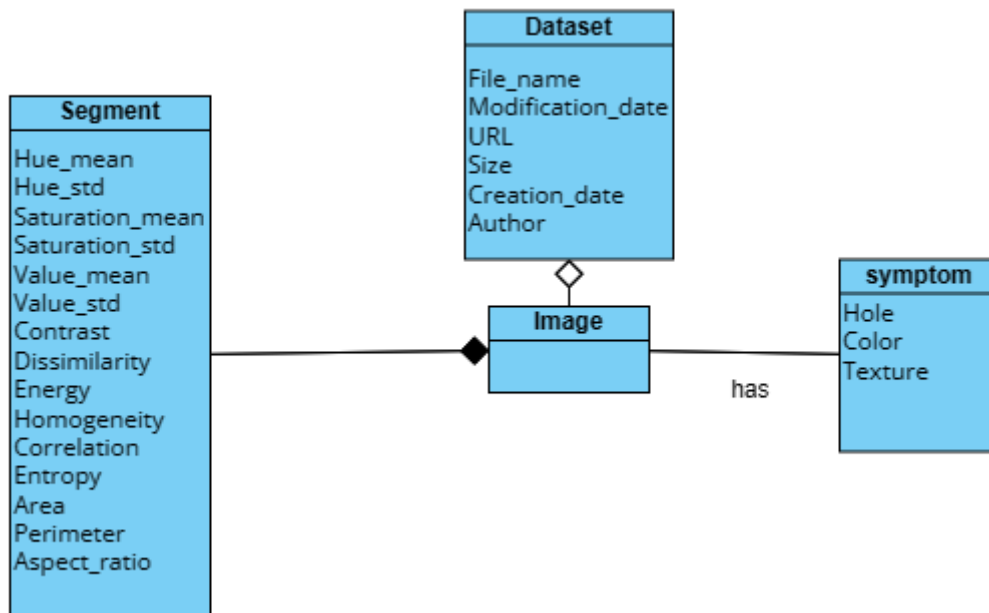 Dataset
File_name
Modification_date
URL
Size
Creation_date
Author
Segment
Hue_mean
Hue_std
Saturation_mean
Saturation_std
Value_mean
Value_std
Contrast
Dissimilarity
Energy
Homogeneity
Correlation
Entropy
Area
Perimeter
Aspect_ratio
Image
has
symptom
Hole
Color
Texture